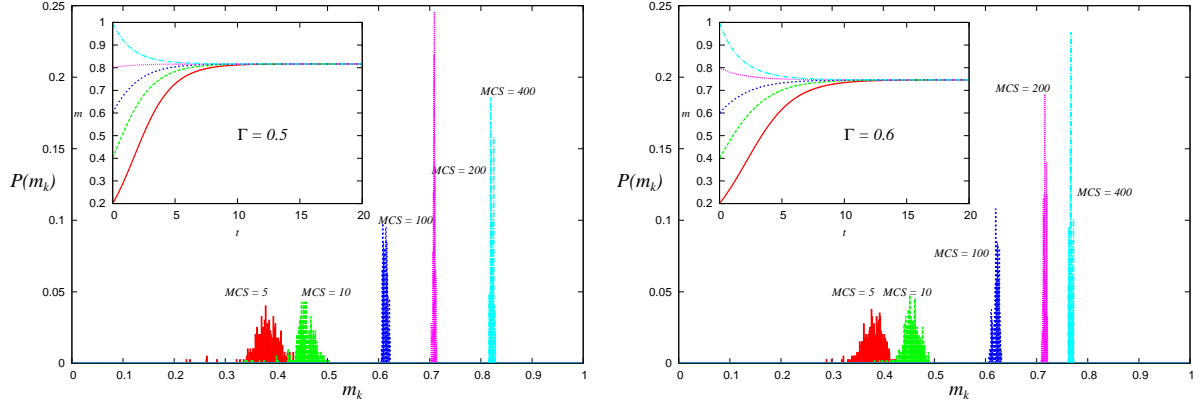 0.25
0.2
0.15
0.1
0.05
0
P(m_k)
0 0.1 0.2 0.3 0.4 0.5 0.6 0.7 0.8 0.9 1
m_k
MCS = 5
MCS = 10
MCS = 100
MCS = 200
MCS = 400
1
0.9
0.8
0.7
m 0.6
0.5
0.4
0.3
0.2
0 5 10 15 20
t
Γ = 0.5
0.25
0.2
0.15
0.1
0.05
0
P(m_k)
0 0.1 0.2 0.3 0.4 0.5 0.6 0.7 0.8 0.9 1
m_k
MCS = 5
MCS = 10
MCS = 100
MCS = 200
MCS = 400
1
0.9
0.8
0.7
m 0.6
0.5
0.4
0.3
0.2
0 5 10 15 20
t
Γ = 0.6